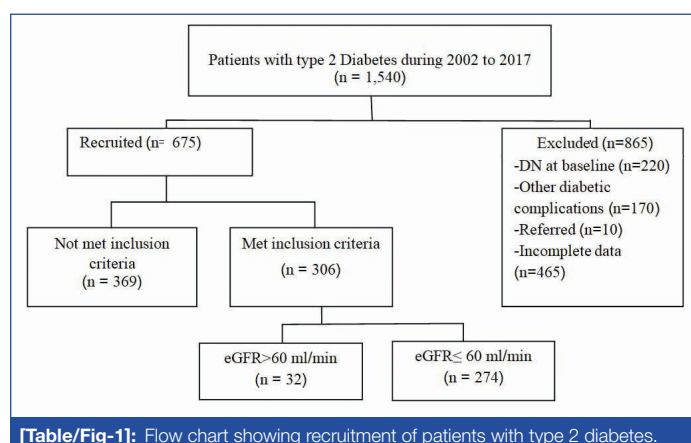 Patients with type 2 Diabetes during 2002 to 2017
(n = 1,540)
Recruited (n= 675)
Excluded (n=865)
-DN at baseline (n=220)
-Other diabetic
complications (n=170)
-Referred (n=10)
-Incomplete data
(n=465)
Not met inclusion
criteria
(n = 369)
Met inclusion criteria
(n = 306)
eGFR>60 ml/min
(n = 32)
eGFR≤ 60 ml/min
(n = 274)
[Table/Fig-1]: Flow chart showing recruitment of patients with type 2 diabetes.